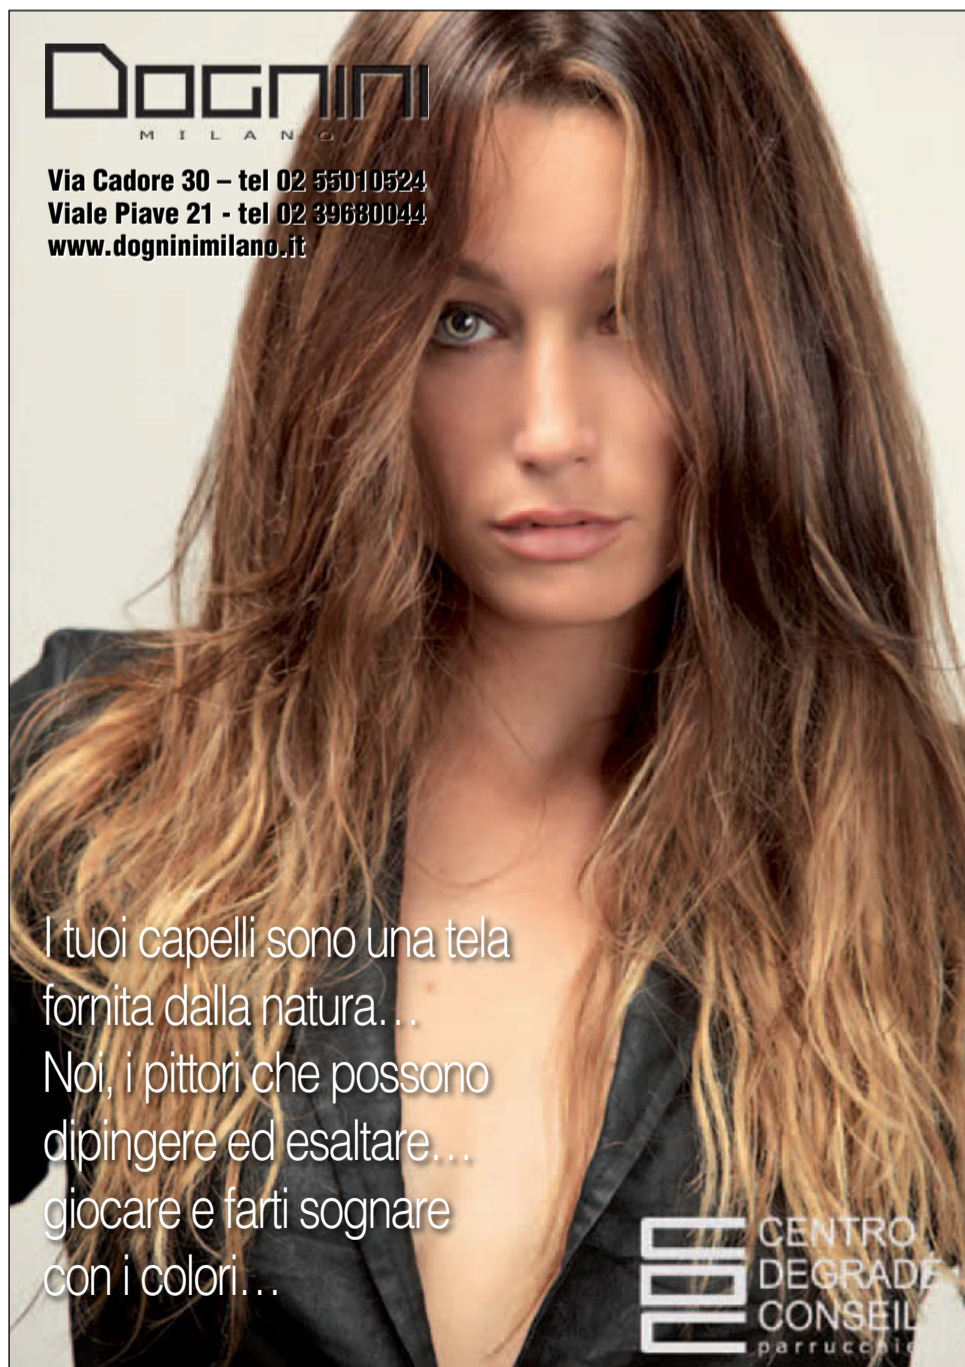 DOGNINI
MILANO
Via Cadore 30 – tel 02 55010524
Viale Piave 21 - tel 02 39680044
www.dogninimilano.it
I tuoi capelli sono una tela
fornita dalla natura…
Noi, i pittori che possono
dipingere ed esaltare…
giocare e farti sognare
con i colori…
CENTRO
DEGRADÉ
CONSEIL
parrucchie